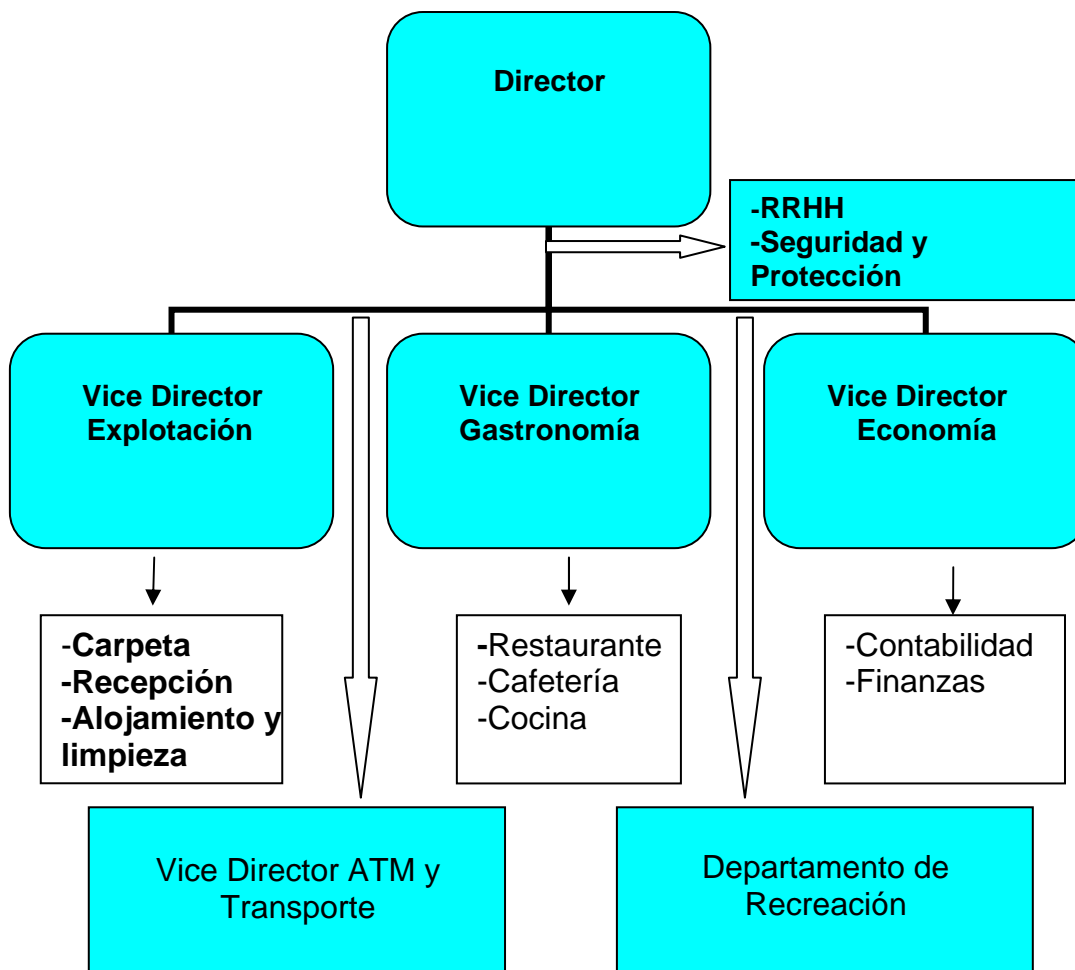 Director
-RRHH
-Seguridad y
Protección
Vice Director
Explotación
Vice Director
Gastronomía
Vice Director
Economía
-Carpeta
-Recepción
-Alojamiento y
limpieza
-Restaurante
-Cafetería
-Cocina
-Contabilidad
-Finanzas
Vice Director ATM y
Transporte
Departamento de
Recreación